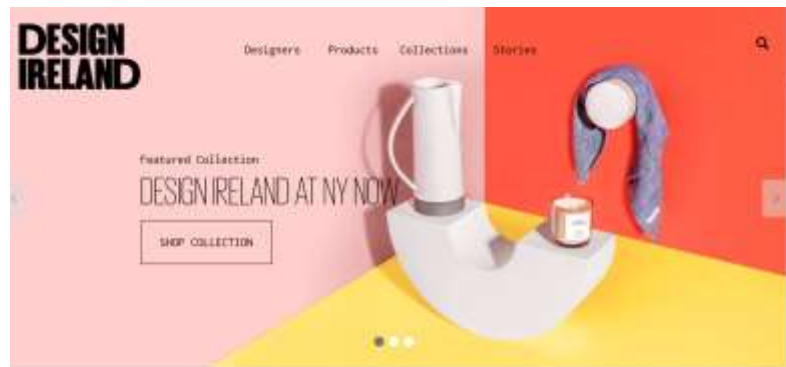 DESIGN
IRELAND
Designers Products Collections Stories
Featured Collection
DESIGN IRELAND AT NY NOW
SHOP COLLECTION